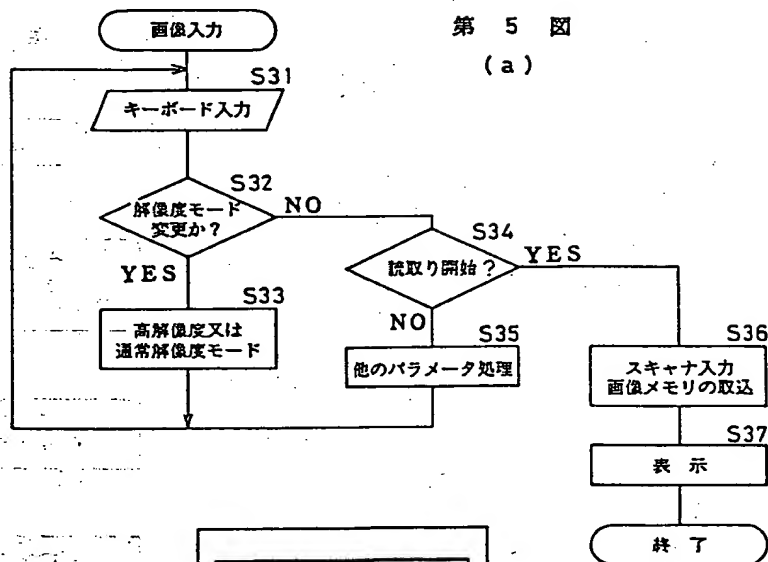 第 5 図
(a)
画像入力
S31
キーボード入力
S32
解像度モード
変更か?
NO
YES
S33
高解像度又は
通常解像度モード
S34
読取り開始?
YES
NO
S35
他のパラメータ処理
S36
スキャナ入力
画像メモリの取込
S37
表 示
終 了